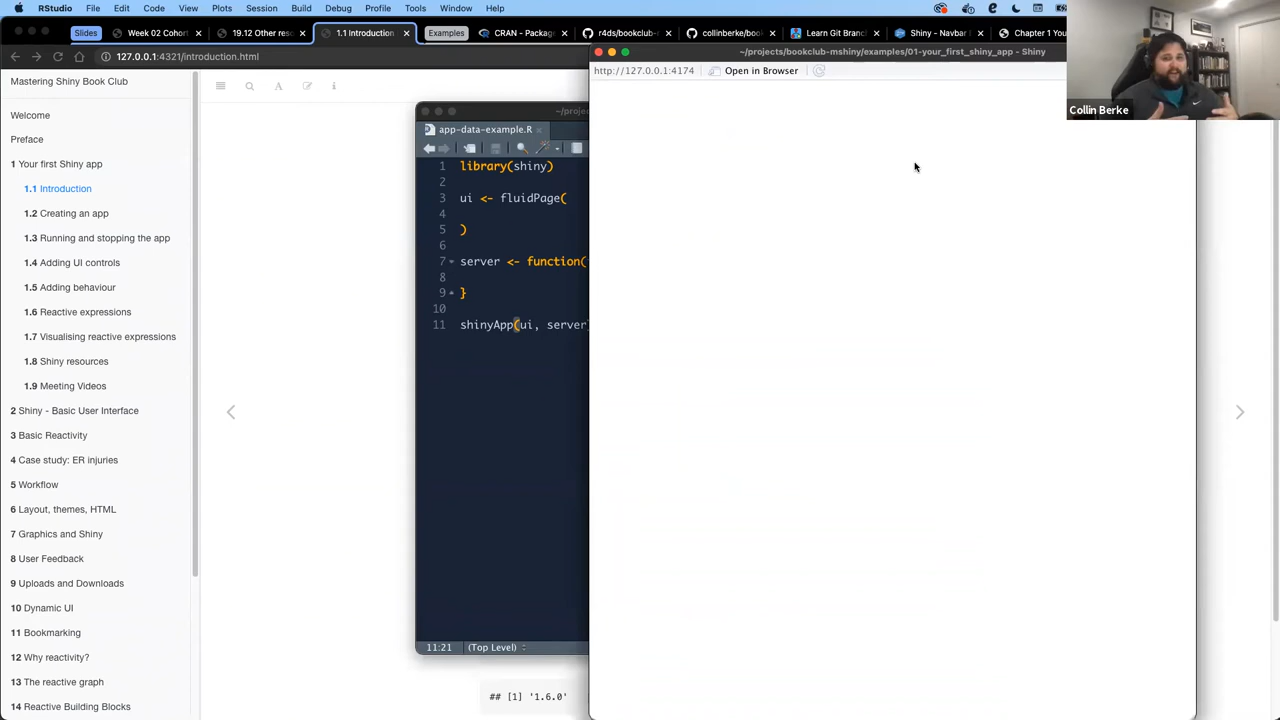 RStudio File Edit Code View Plots Session Build Debug Profile Tools Window Help
Slides Week 02 Cohort 19.12 Other res 1.1 Introduction Examples CRAN - Package r4ds/bookclub- collinberke/boo Learn Git Branch Shiny - Navbar Chapter 1 You
127.0.0.1:4321/introduction.html
~/projects/bookclub-mshiny/examples/01-your_first_shiny_app - Shiny
http://127.0.0.1:4174 Open in Browser
Collin Berke
Mastering Shiny Book Club
Welcome
Preface
1 Your first Shiny app
1.1 Introduction
1.2 Creating an app
1.3 Running and stopping the app
1.4 Adding UI controls
1.5 Adding behaviour
1.6 Reactive expressions
1.7 Visualising reactive expressions
1.8 Shiny resources
1.9 Meeting Videos
2 Shiny - Basic User Interface
3 Basic Reactivity
4 Case study: ER injuries
5 Workflow
6 Layout, themes, HTML
7 Graphics and Shiny
8 User Feedback
9 Uploads and Downloads
10 Dynamic UI
11 Bookmarking
12 Why reactivity?
13 The reactive graph
14 Reactive Building Blocks
~/proje
app-data-example.R
1 library(shiny)
2
3 ui <- fluidPage(
4
5 )
6
7 server <- function(
8
9 }
10
11 shinyApp(ui, server
11:21 (Top Level)
## [1] '1.6.0'